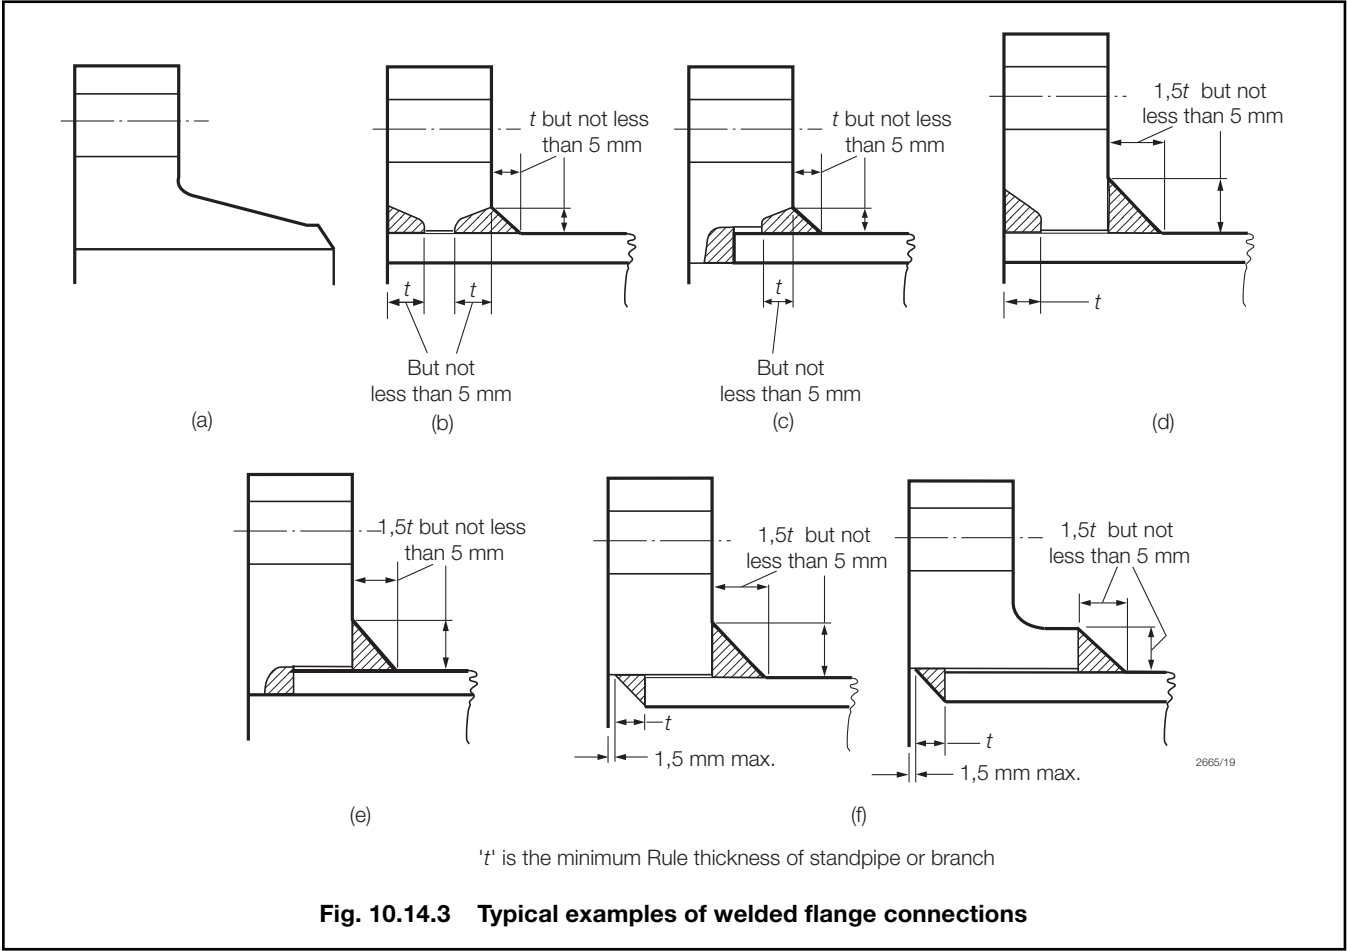 t but not less
than 5 mm
t
t
But not
less than 5 mm
t but not less
than 5 mm
t
But not
less than 5 mm
1,5t but not
less than 5 mm
t
(a)
(b)
(c)
(d)
1,5t but not less
than 5 mm
1,5t but not
less than 5 mm
t
1,5 mm max.
1,5t but not
less than 5 mm
t
1,5 mm max.
2665/19
(e)
(f)
't' is the minimum Rule thickness of standpipe or branch
Fig. 10.14.3 Typical examples of welded flange connections